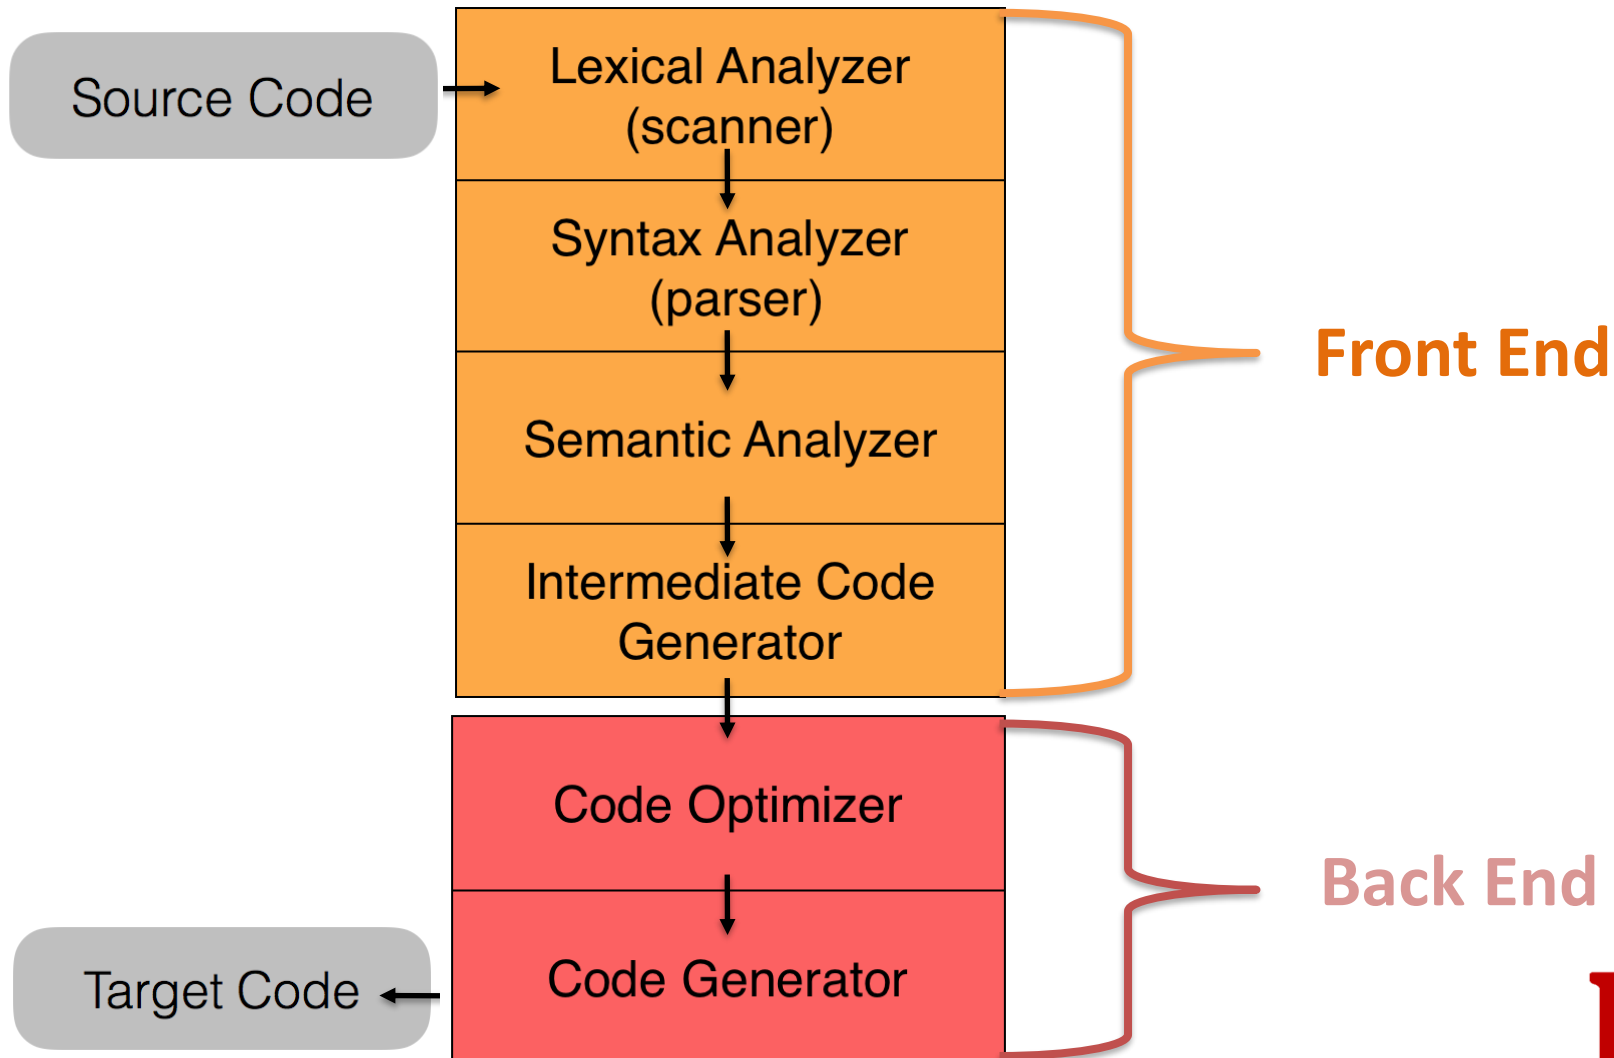 Source Code
Lexical Analyzer
(scanner)
Syntax Analyzer
(parser)
Semantic Analyzer
Intermediate Code
Generator
Front End
Code Optimizer
Code Generator
Back End
Target Code